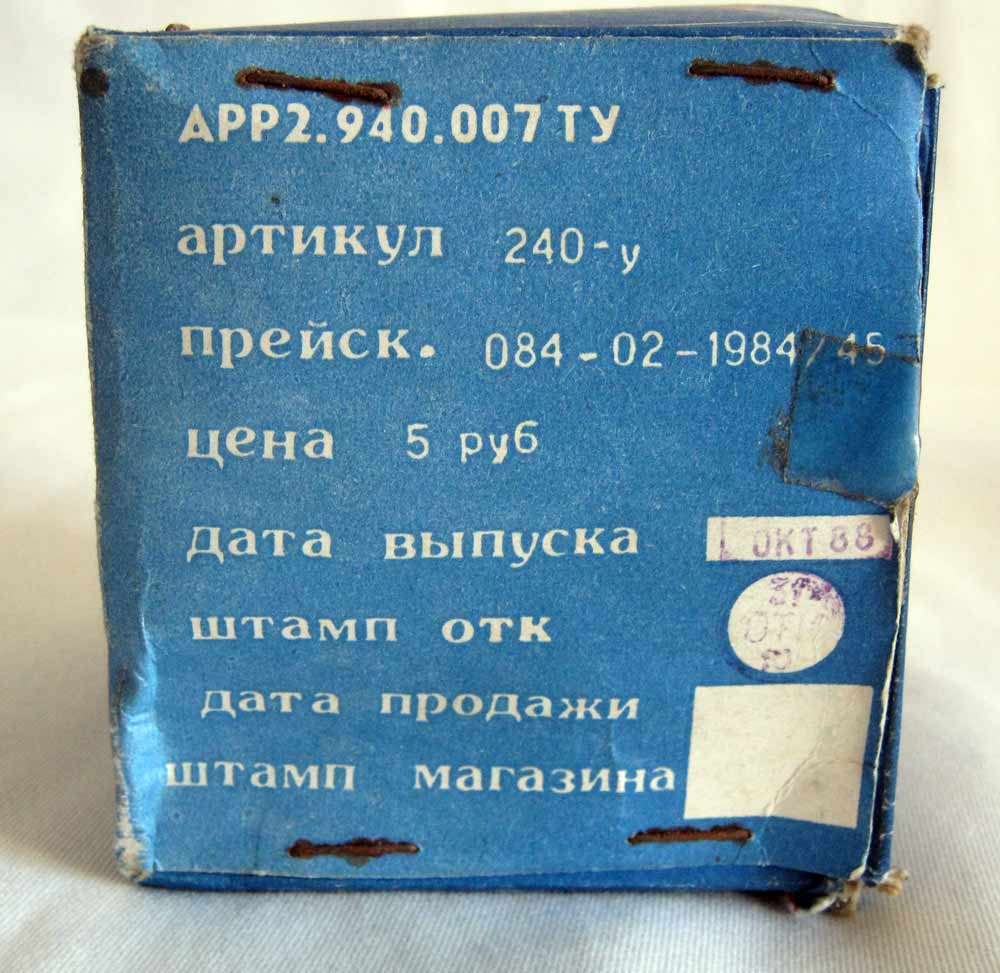 АРР2.940.007 ТУ
артикул 240-у
прейск. 084-02-1984/45
цена 5 руб
дата выпуска ОКТ 88
штамп отк
дата продажи
штамп магазина